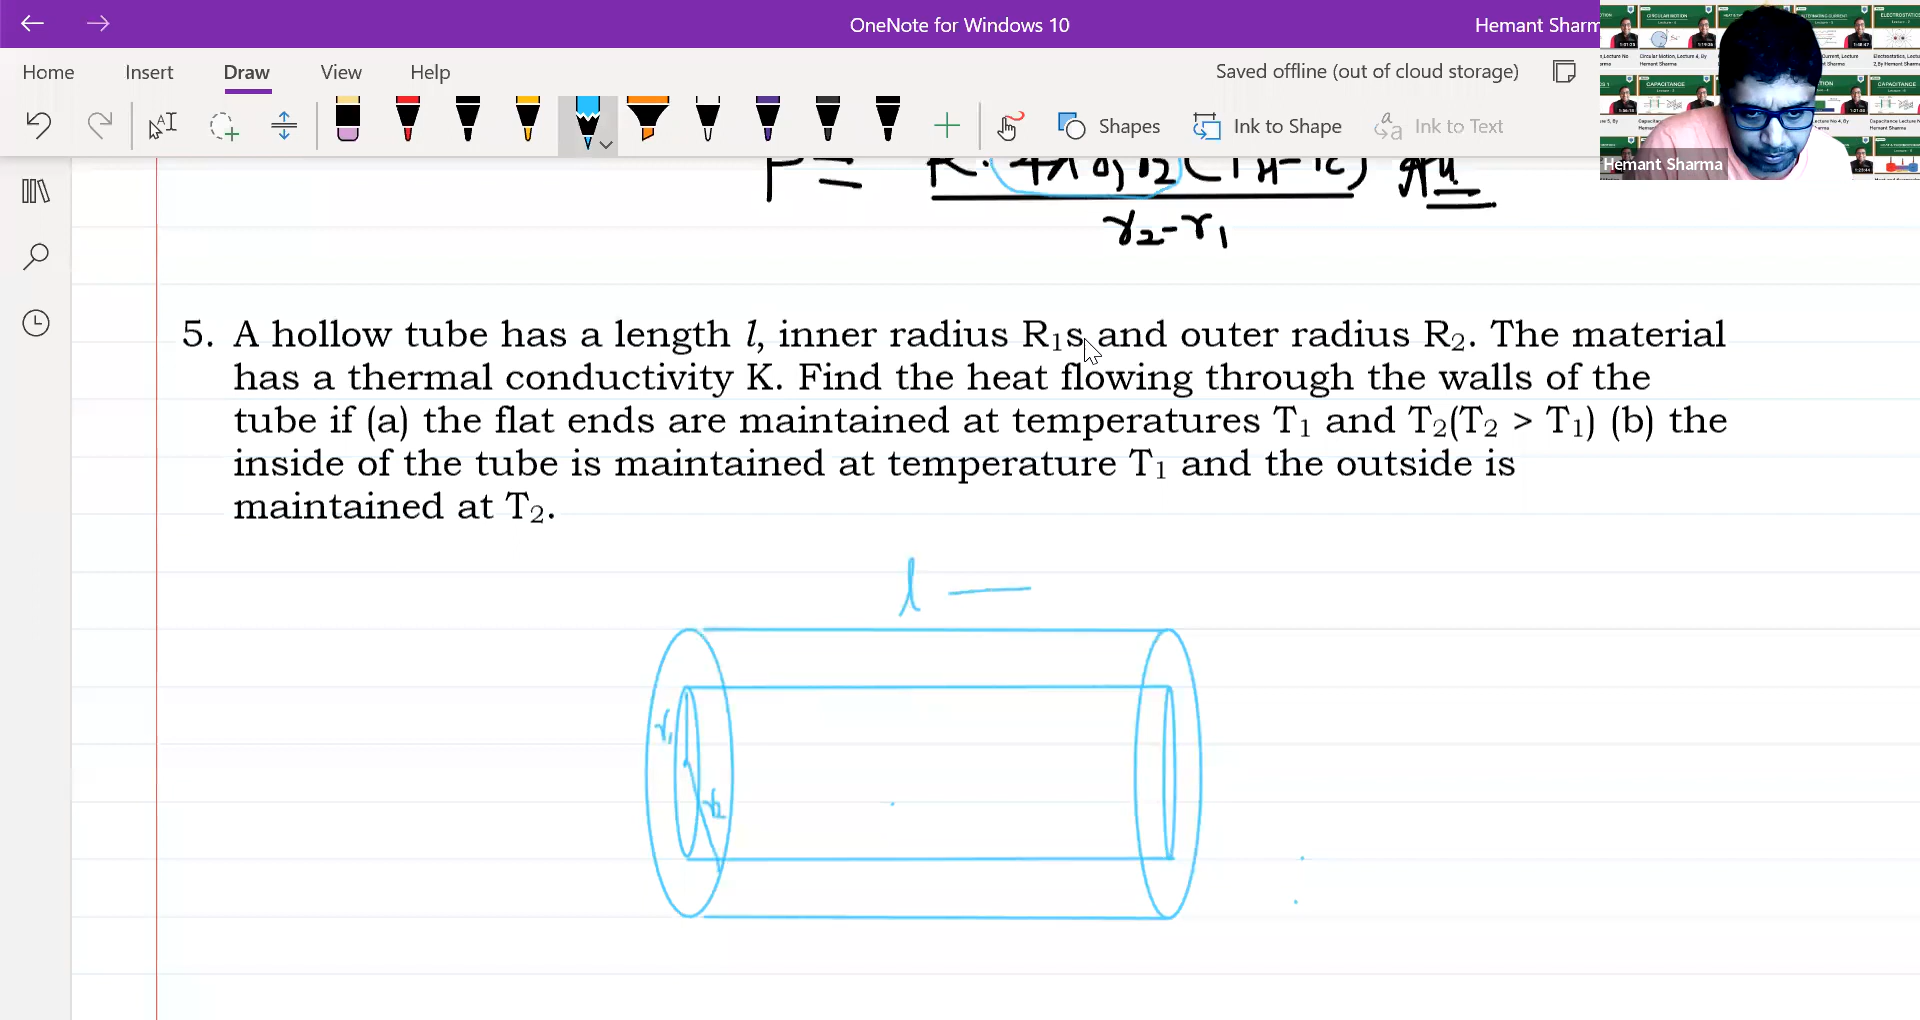 OneNote for Windows 10
Hemant Sharm
Home Insert Draw View Help
Saved offline (out of cloud storage)
Shapes Ink to Shape Ink to Text
Hemant Sharma
r2-r1
5. A hollow tube has a length l, inner radius R1s and outer radius R2. The material
has a thermal conductivity K. Find the heat flowing through the walls of the
tube if (a) the flat ends are maintained at temperatures T1 and T2(T2 > T1) (b) the
inside of the tube is maintained at temperature T1 and the outside is
maintained at T2.
l
r1
r2